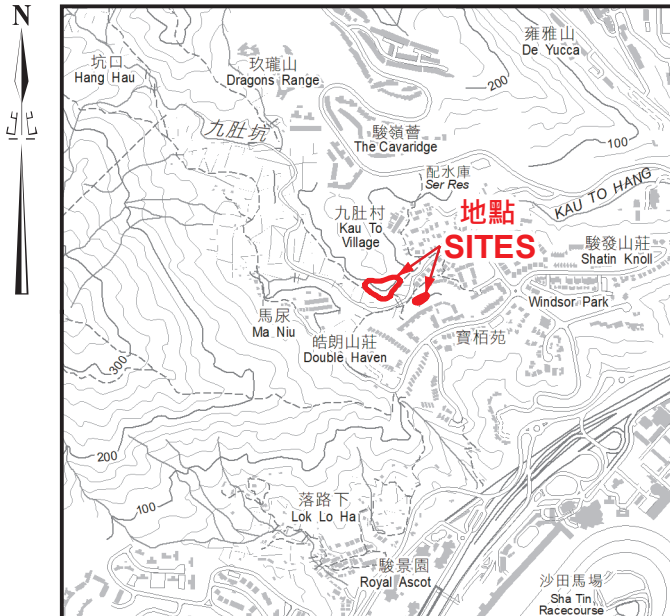 N
坑口
Hang Hau
玖瓏山
Dragons Range
雍雅山
De Yucca
200
九肚坑
駿嶺薈
The Cavaridge
100
配水庫
Ser Res
KAU TO HANG
九肚村
Kau To
Village
地點
SITES
駿發山莊
Shatin Knoll
馬尿
Ma Niu
Windsor Park
皓朗山莊
Double Haven
寶栢苑
300
200
100
落路下
Lok Lo Ha
駿景園
Royal Ascot
沙田馬場
Sha Tin
Racecourse